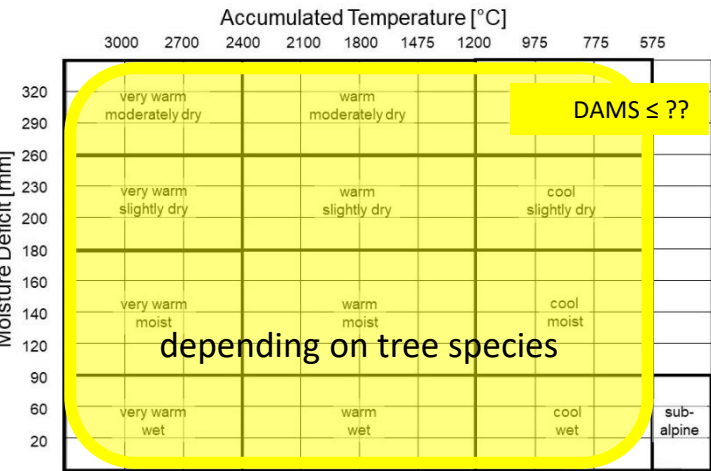 Accumulated Temperature [°C]
3000 2700 2400 2100 1800 1475 1200 975 775 575
Moisture Deficit [mm]
320
290
260
230
200
180
160
140
120
90
60
20
very warm
moderately dry
warm
moderately dry
DAMS ≤ ??
very warm
slightly dry
warm
slightly dry
cool
slightly dry
very warm
moist
warm
moist
cool
moist
depending on tree species
very warm
wet
warm
wet
cool
wet
sub-
alpine